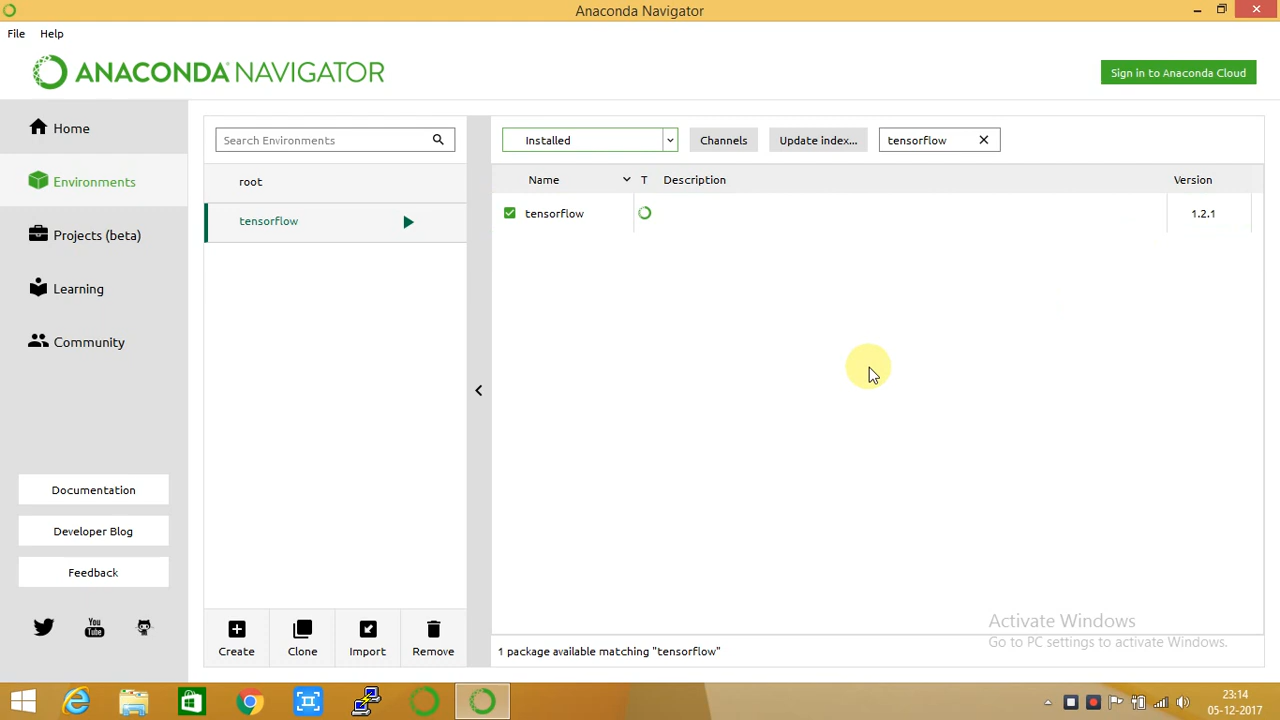 Anaconda Navigator
File Help
ANACONDA NAVIGATOR
Sign in to Anaconda Cloud
Home
Environments
Projects (beta)
Learning
Community
Documentation
Developer Blog
Feedback
You Tube
Search Environments
root
tensorflow
Create Clone Import Remove
Installed Channels Update index... tensorflow
Name T Description Version
tensorflow 1.2.1
1 package available matching "tensorflow"
Activate Windows
Go to PC settings to activate Windows.
23:14
05-12-2017